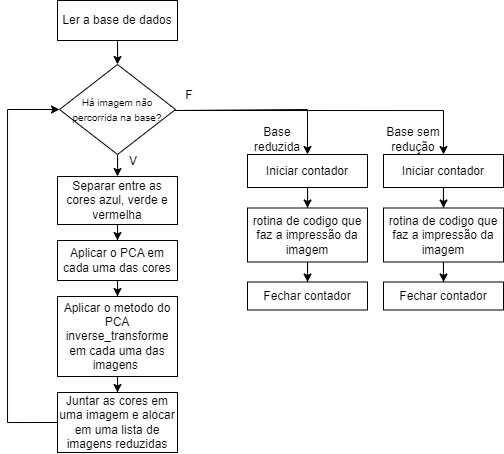 Ler a base de dados
Há imagem não
percorrida na base?
F
V
Separar entre as
cores azul, verde e
vermelha
Aplicar o PCA em
cada uma das cores
Aplicar o metodo do
PCA
inverse_transforme
em cada uma das
imagens
Juntar as cores em
uma imagem e alocar
em uma lista de
imagens reduzidas
Base
reduzida
Iniciar contador
rotina de codigo que
faz a impressão da
imagem
Fechar contador
Base sem
redução
Iniciar contador
rotina de codigo que
faz a impressão da
imagem
Fechar contador